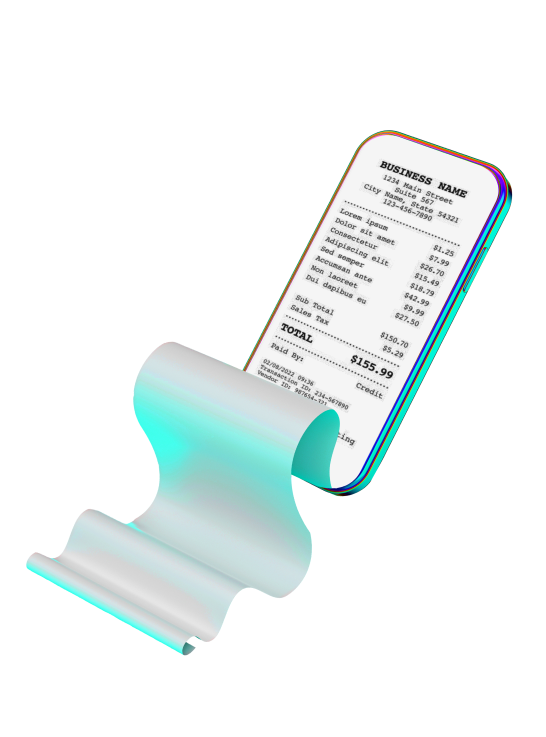 BUSINESS NAME
1234 Main Street
Suite 567
City Name, State 54321
123-456-7890
Lorem ipsum $1.25
Dolor sit amet $7.99
Consectetur $26.70
Adipiscing elit $15.49
Sed semper $18.79
Accumsan ante $42.99
Non laoreet $9.99
Dui dapibus eu $27.50
Sub Total $150.70
Sales Tax $5.29
TOTAL $155.99
Paid By: Credit
02/08/2022 09:36
Transaction ID: 234-567890
Vendor ID: 987654-321